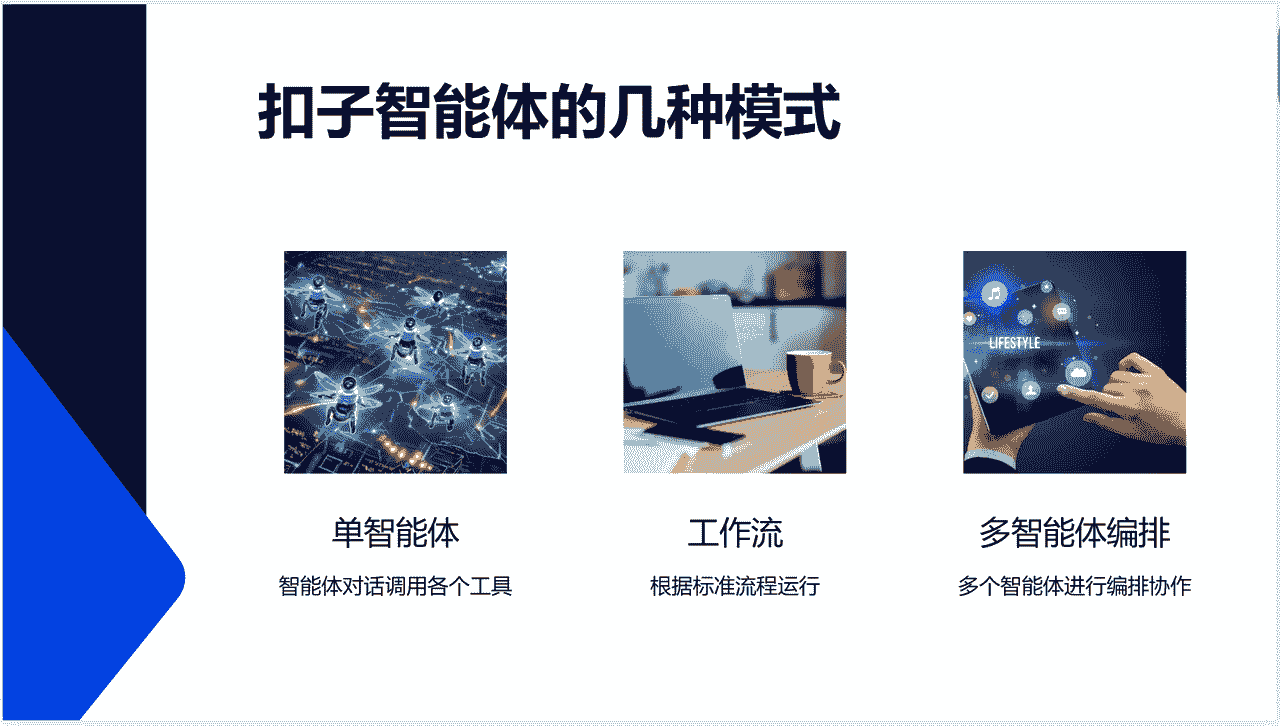 扣子智能体的几种模式
LIFESTYLE
单智能体
智能体对话调用各个工具
工作流
根据标准流程运行
多智能体编排
多个智能体进行编排协作